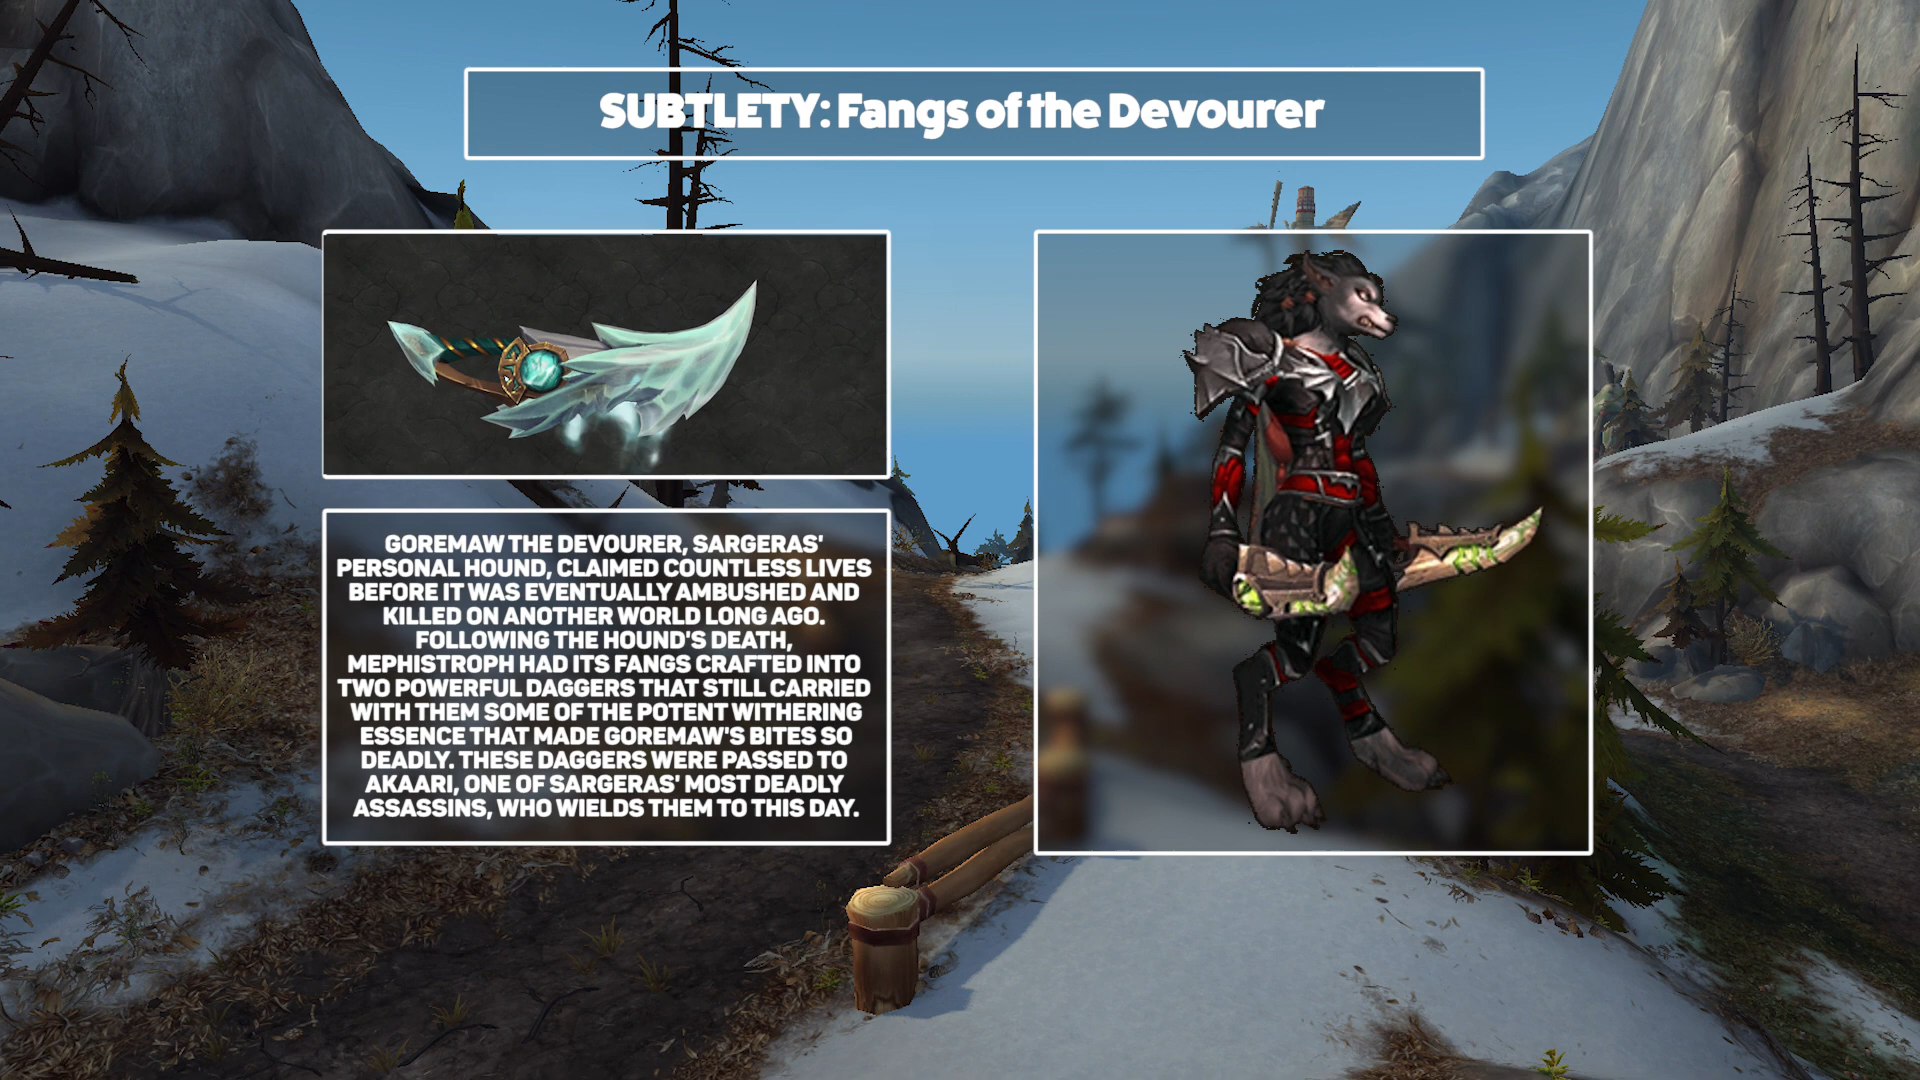 SUBTLETY: Fangs of the Devourer
GOREMAW THE DEVOURER, SARGERAS'
PERSONAL HOUND, CLAIMED COUNTLESS LIVES
BEFORE IT WAS EVENTUALLY AMBUSHED AND
KILLED ON ANOTHER WORLD LONG AGO.
FOLLOWING THE HOUND'S DEATH,
MEPHISTROPH HAD ITS FANGS CRAFTED INTO
TWO POWERFUL DAGGERS THAT STILL CARRIED
WITH THEM SOME OF THE POTENT WITHERING
ESSENCE THAT MADE GOREMAW'S BITES SO
DEADLY. THESE DAGGERS WERE PASSED TO
AKAARI, ONE OF SARGERAS' MOST DEADLY
ASSASSINS, WHO WIELDS THEM TO THIS DAY.